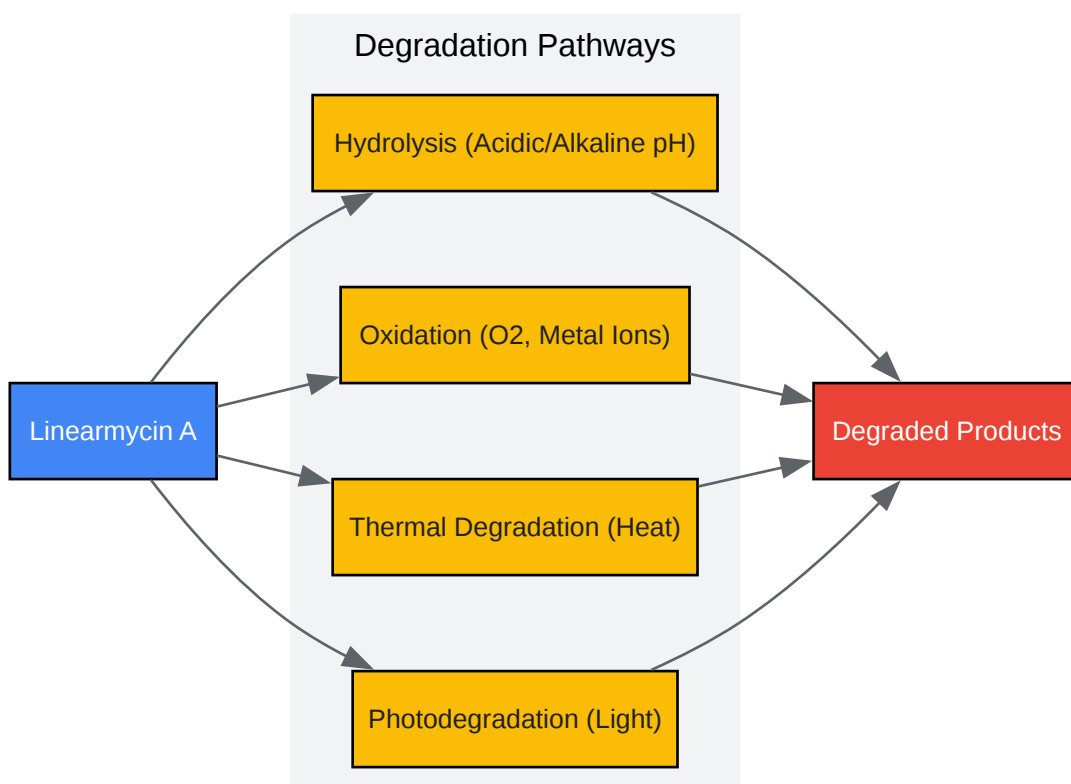 Degradation Pathways
Hydrolysis (Acidic/Alkaline pH)
Oxidation (O2, Metal Ions)
Linearmycin A
Degraded Products
Thermal Degradation (Heat)
Photodegradation (Light)